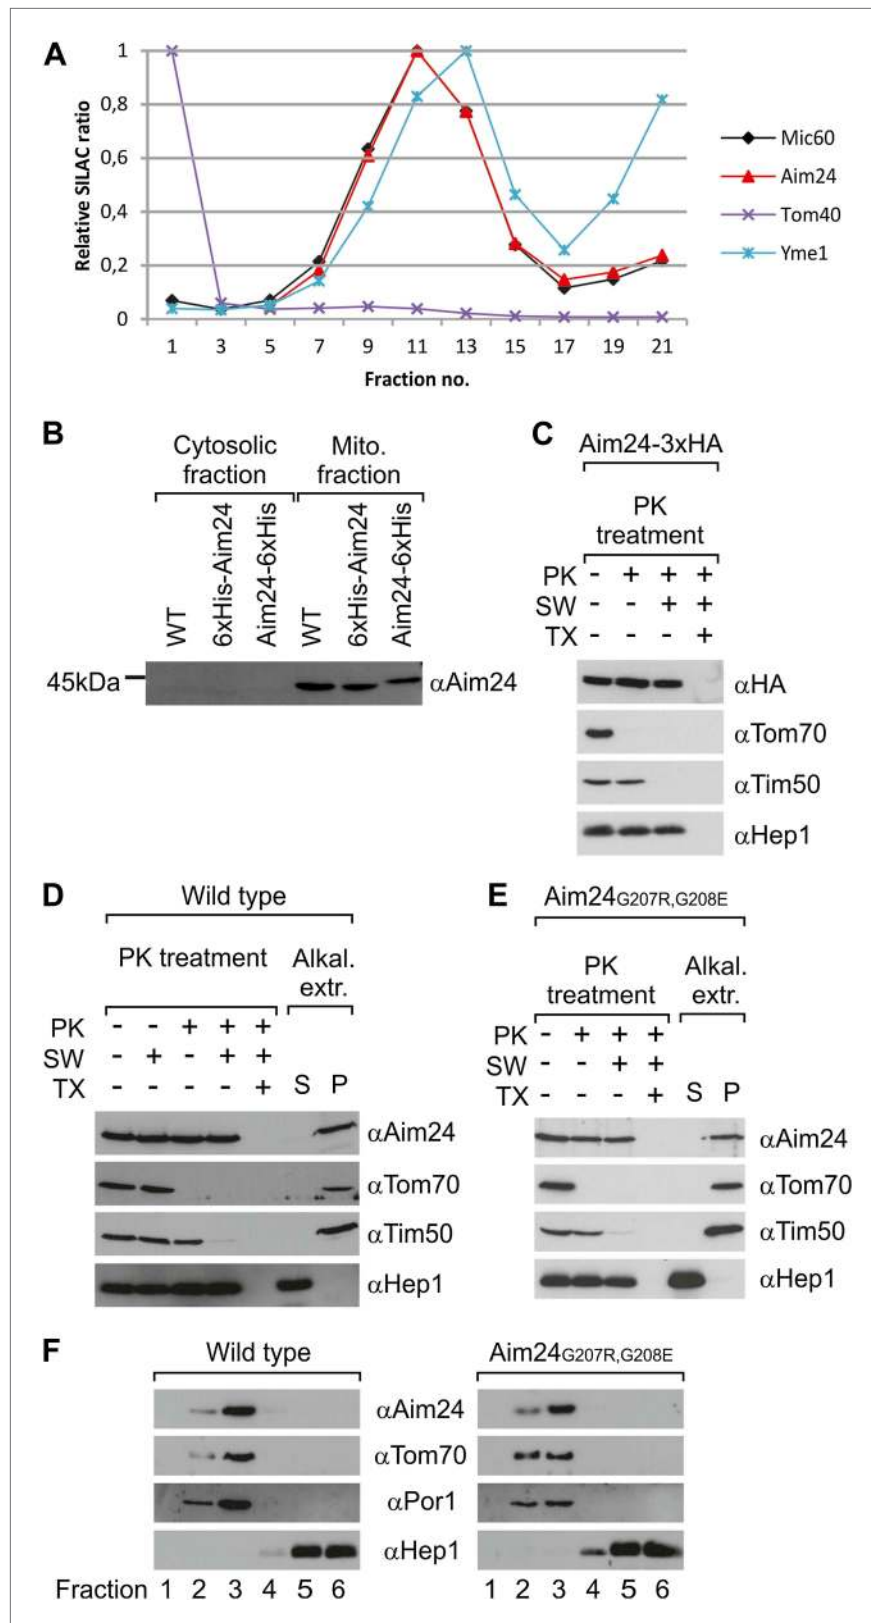 A
Relative SILAC ratio
1
0,8
0,6
0,4
0,2
0
1 3 5 7 9 11 13 15 17 19 21
Fraction no.
Mic60
Aim24
Tom40
Yme1
B
Cytosolic fraction
Mito. fraction
WT
6xHis-Aim24
Aim24-6xHis
WT
6xHis-Aim24
Aim24-6xHis
45kDa
αAim24
C
Aim24-3xHA
PK treatment
PK - + + +
SW - - + +
TX - - - +
αHA
αTom70
αTim50
αHep1
D
Wild type
PK treatment
Alkal. extr.
PK - - + + +
SW - + - + +
TX - - - - + S P
αAim24
αTom70
αTim50
αHep1
E
Aim24G207R,G208E
PK treatment
Alkal. extr.
PK - + + +
SW - - + +
TX - - - + S P
αAim24
αTom70
αTim50
αHep1
F
Wild type
Aim24G207R,G208E
αAim24
αTom70
αPor1
αHep1
Fraction 1 2 3 4 5 6 1 2 3 4 5 6